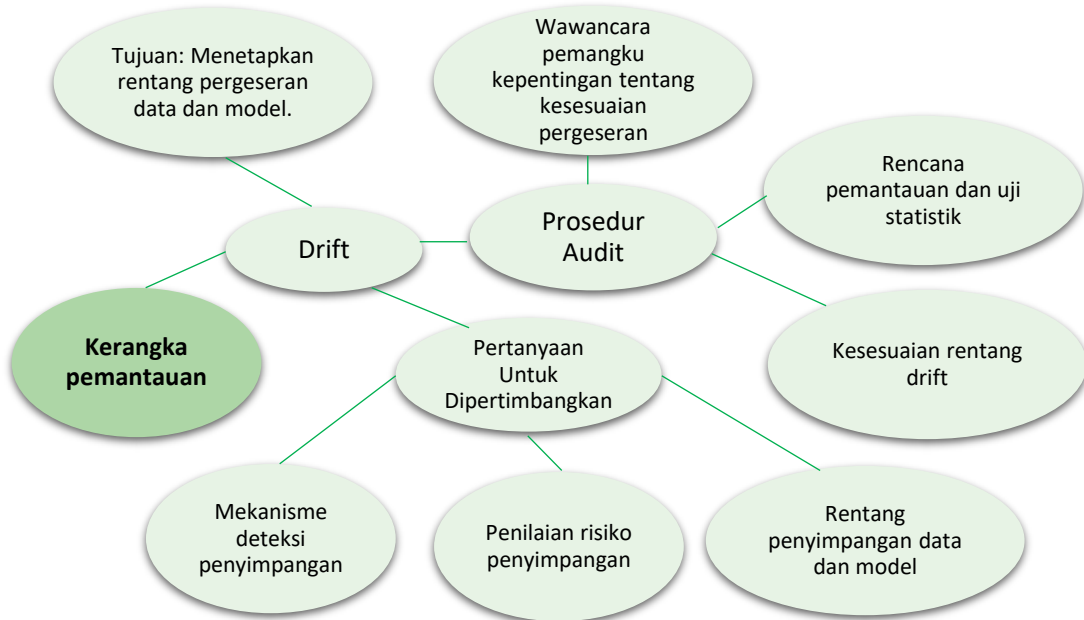 Tujuan: Menetapkan
rentang pergeseran
data dan model.
Wawancara
pemangku
kepentingan tentang
kesesuaian
pergeseran
Rencana
pemantauan dan uji
statistik
Drift
Prosedur
Audit
Kerangka
pemantauan
Pertanyaan
Untuk
Dipertimbangkan
Kesesuaian rentang
drift
Mekanisme
deteksi
penyimpangan
Penilaian risiko
penyimpangan
Rentang
penyimpangan data
dan model